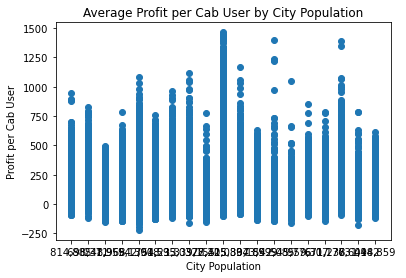 Average Profit per Cab User by City Population
Profit per Cab User
1500
1250
1000
750
500
250
0
−250
City Population